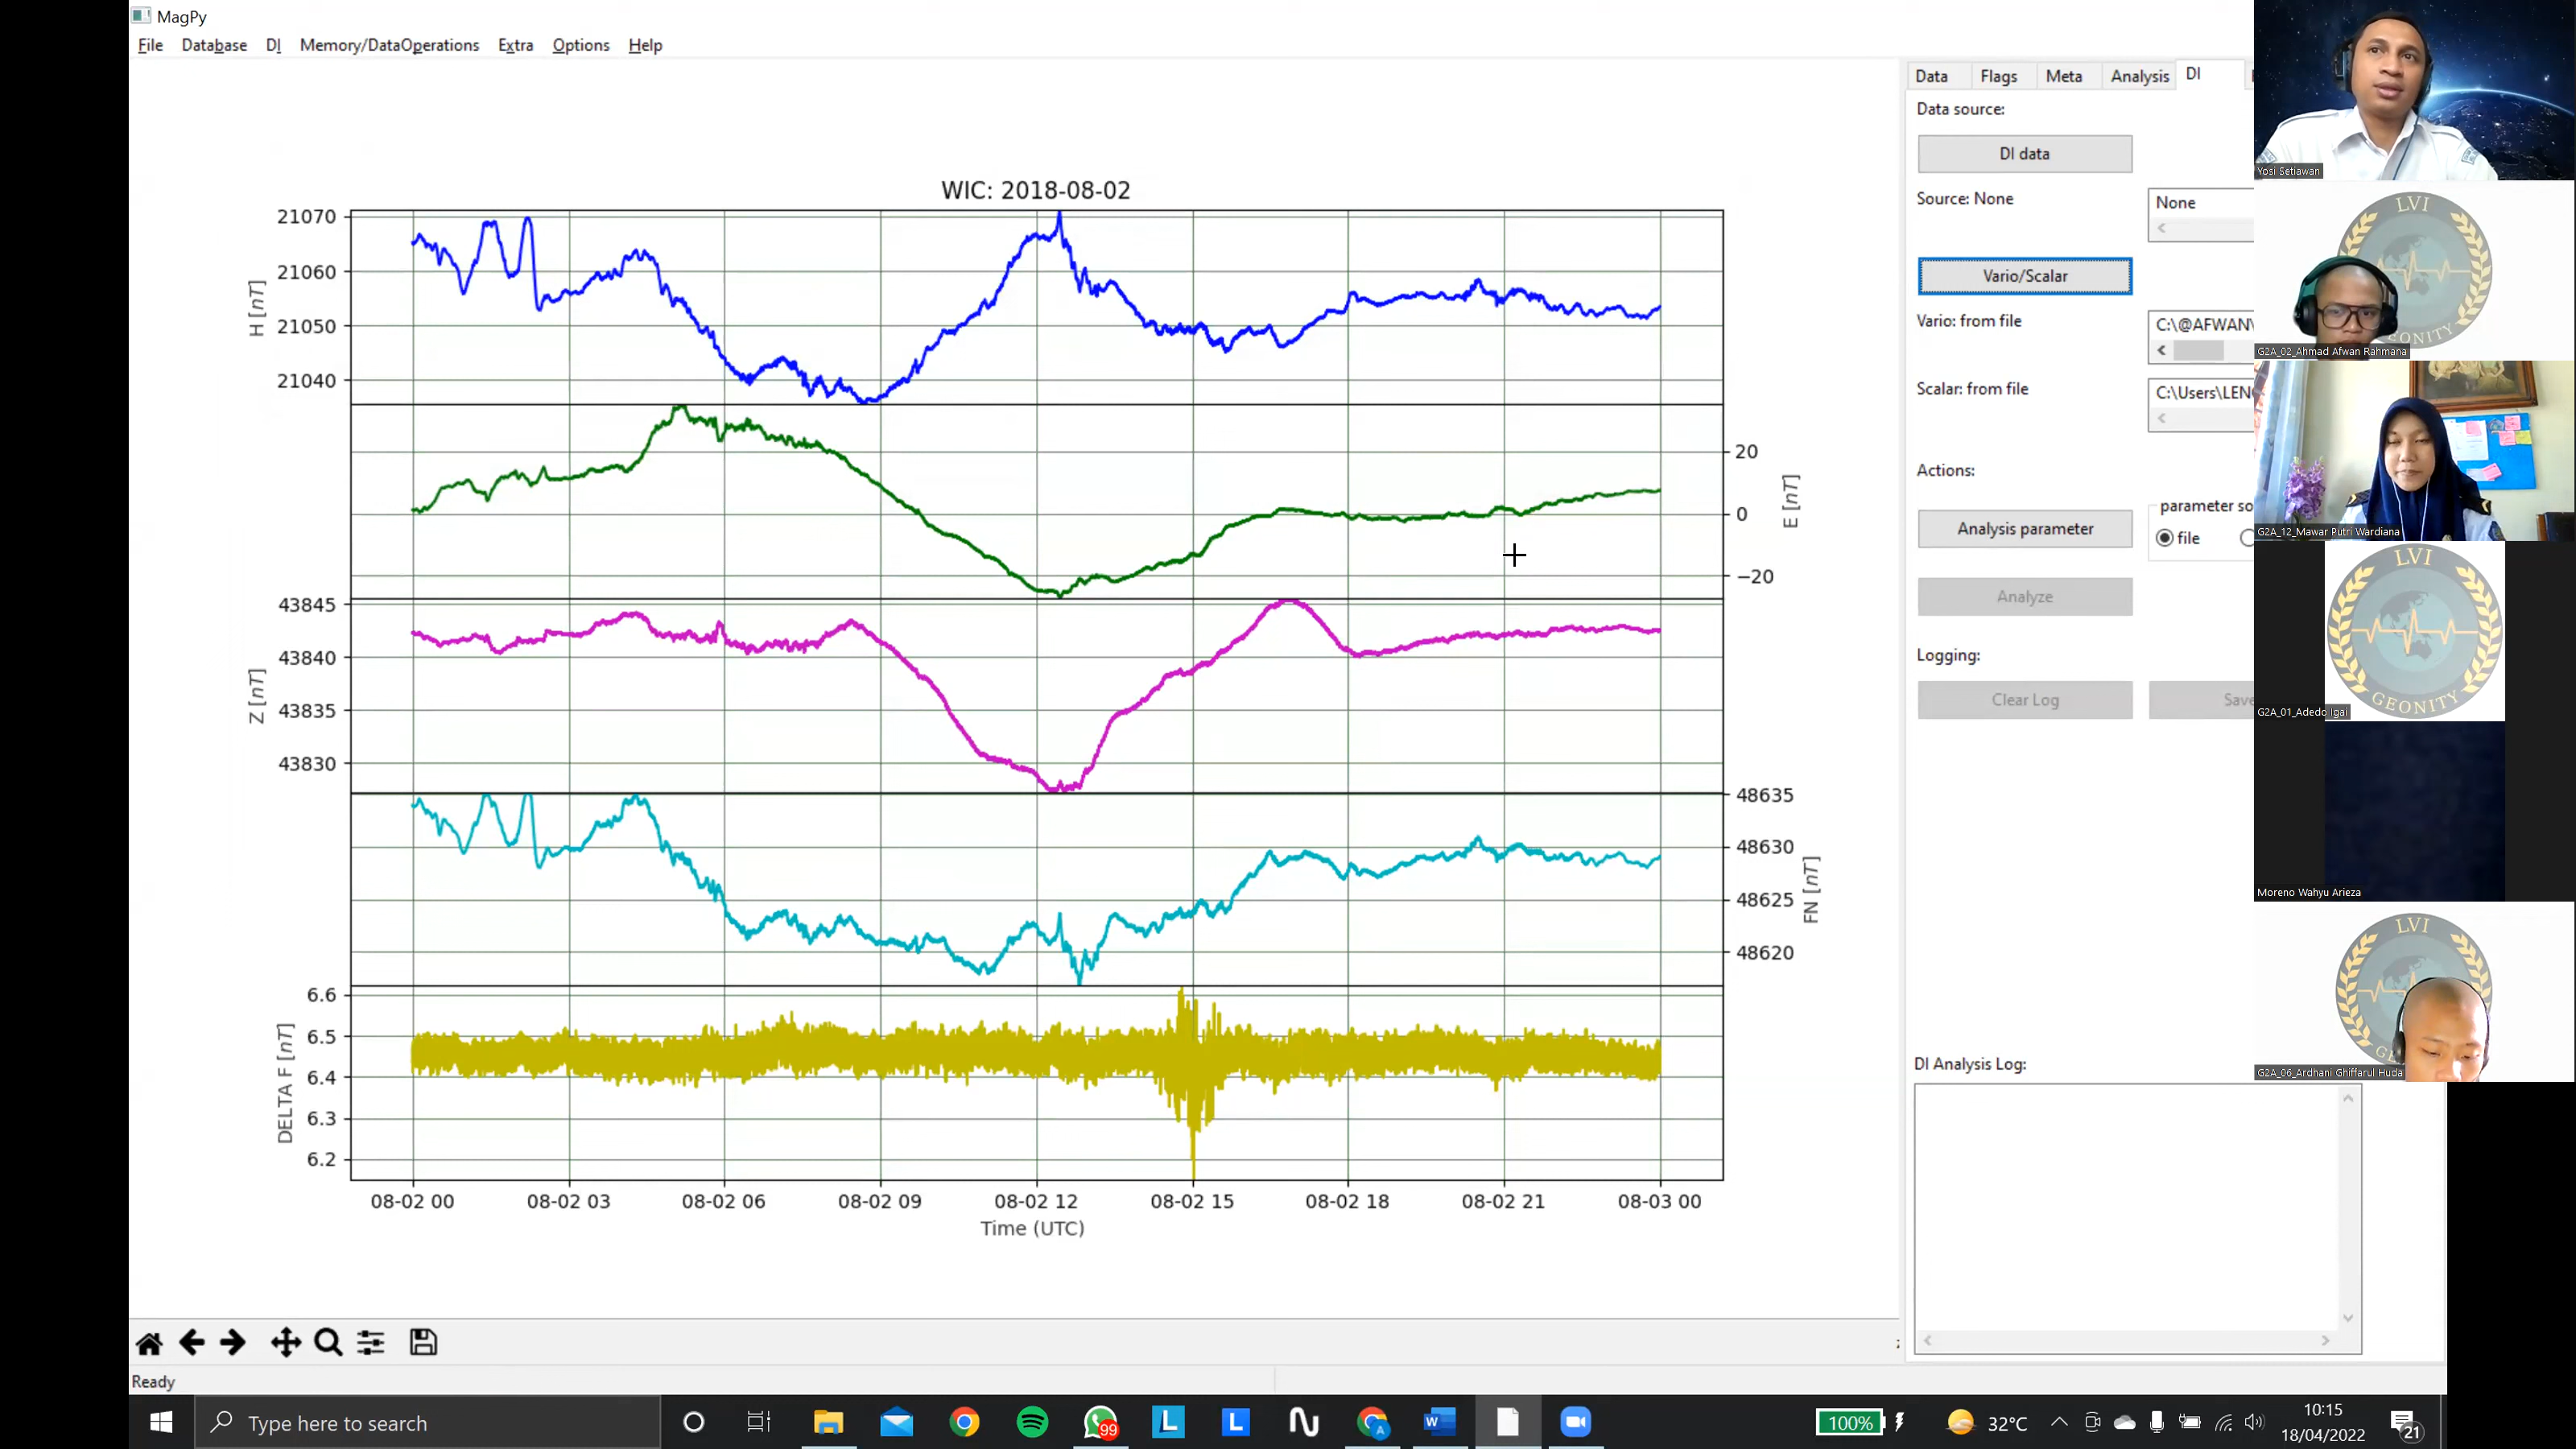 MagPy
File Database DI Memory/DataOperations Extra Options Help
WIC: 2018-08-02
21070
21060
21050
21040
H [nT]
20
0
−20
E [nT]
43845
43840
43835
43830
Z [nT]
48635
48630
48625
48620
FN [nT]
6.6
6.5
6.4
6.3
6.2
DELTA F [nT]
08-02 00 08-02 03 08-02 06 08-02 09 08-02 12 08-02 15 08-02 18 08-02 21 08-03 00
Time (UTC)
Data Flags Meta Analysis DI
Data source:
DI data
Source: None
None
Vario/Scalar
Vario: from file
C:\@AFWAN\
Scalar: from file
C:\Users\LEN
Actions:
parameter so
Analysis parameter
file
Analyze
Logging:
Clear Log
Save
DI Analysis Log:
Yosi Setiawan
LVI
GEONITY
G2A_02_Ahmad Afwan Rahmana
G2A_12_Mawar Putri Wardiana
LVI
GEONITY
G2A_01_Adedo Igai
Moreno Wahyu Arieza
LVI
G2A_06_Ardhani Ghiffarul Huda
Ready
Type here to search
99
100%
32°C
10:15
18/04/2022
21